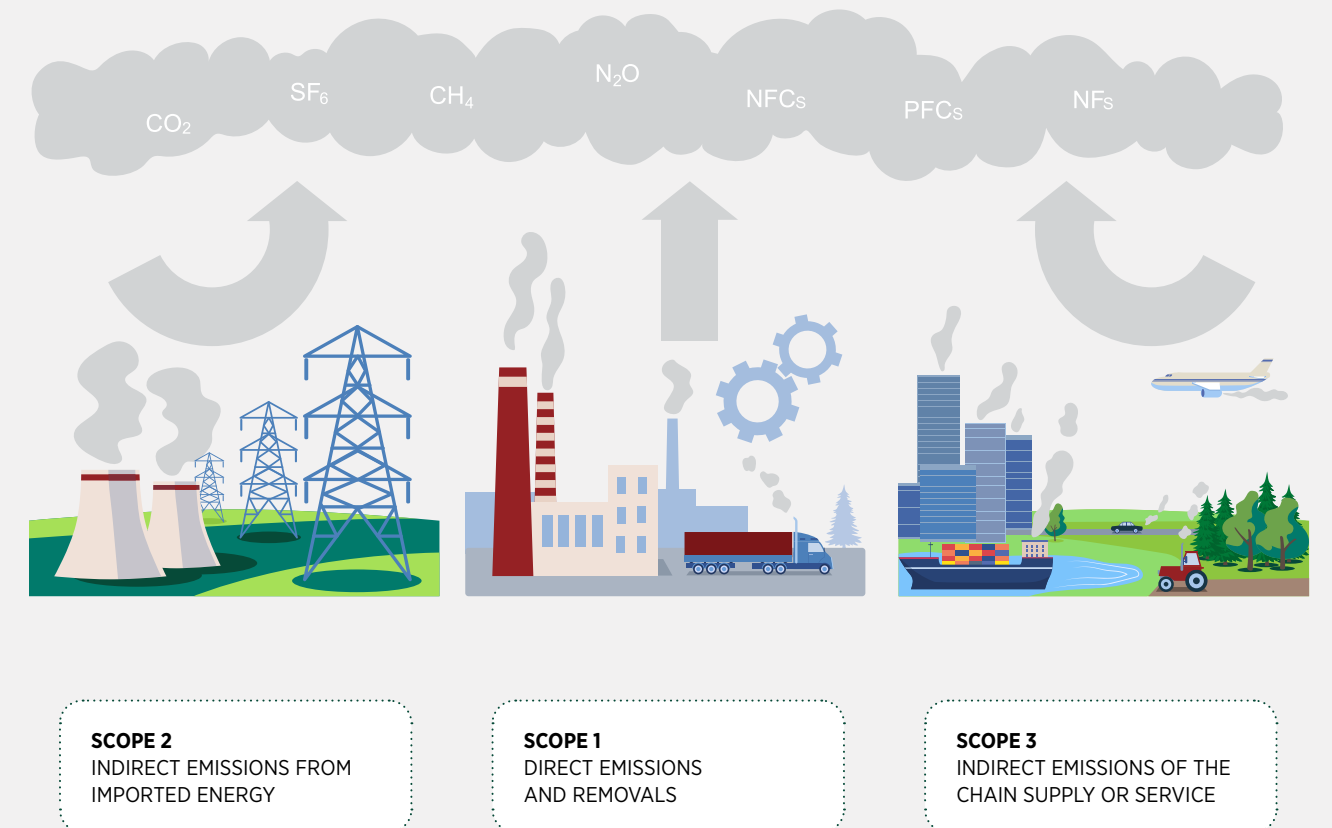 CO₂
SF₆
CH₄
N₂O
NFCs
PFCs
NFs
SCOPE 2
INDIRECT EMISSIONS FROM
IMPORTED ENERGY
SCOPE 1
DIRECT EMISSIONS
AND REMOVALS
SCOPE 3
INDIRECT EMISSIONS OF THE
CHAIN SUPPLY OR SERVICE